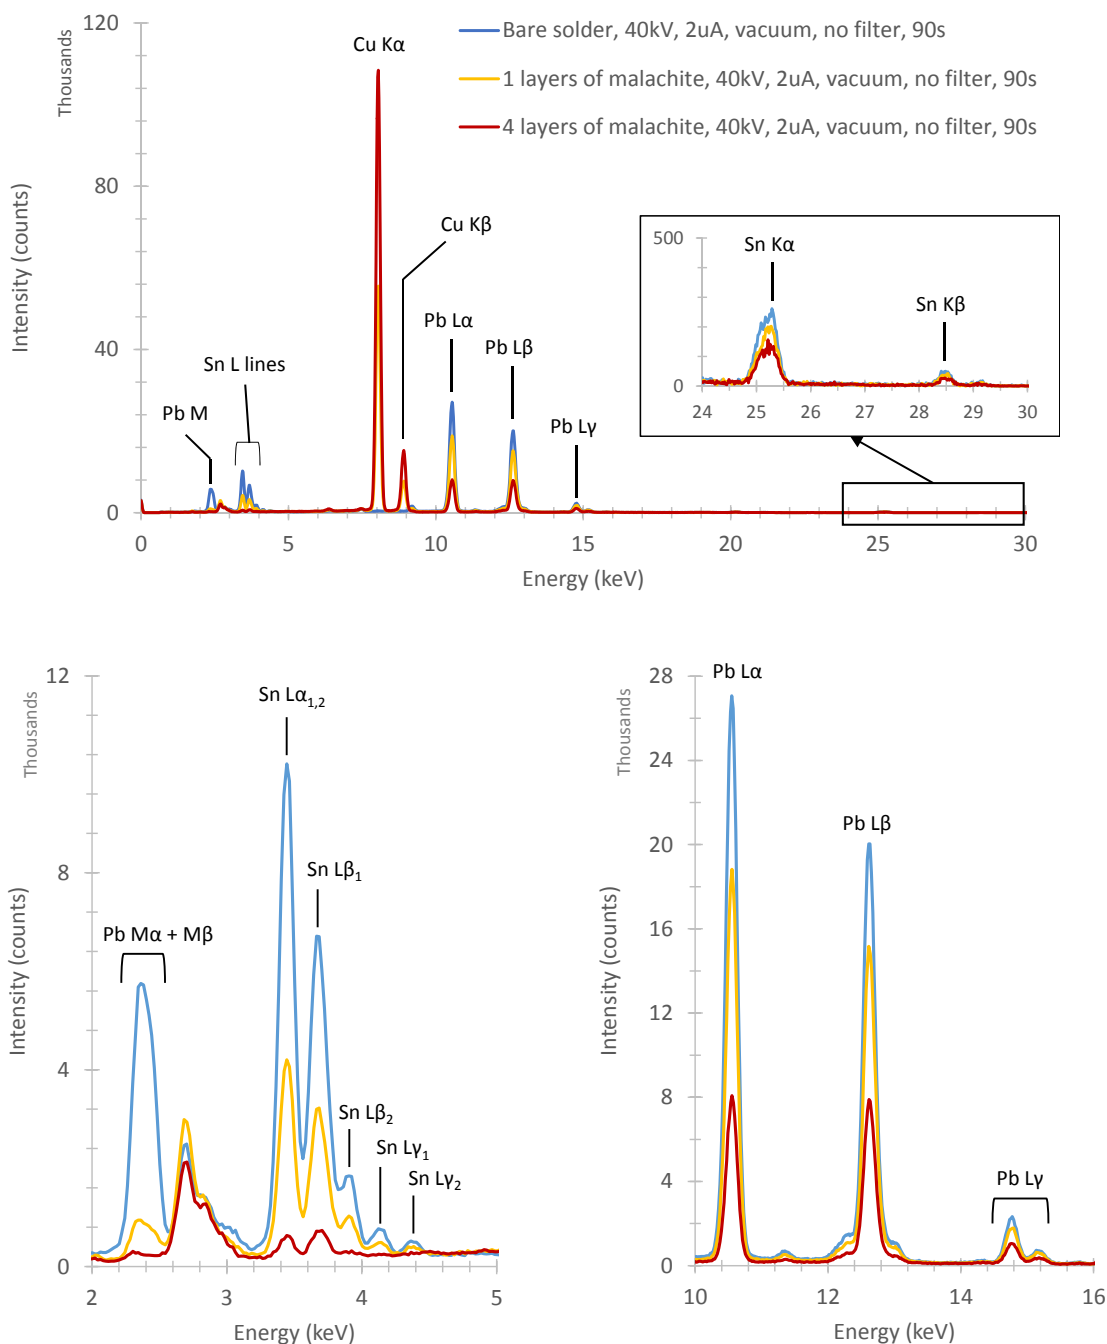 120
Thousands
Cu Kα
Bare solder, 40kV, 2uA, vacuum, no filter, 90s
1 layers of malachite, 40kV, 2uA, vacuum, no filter, 90s
4 layers of malachite, 40kV, 2uA, vacuum, no filter, 90s
80
Intensity (counts)
Cu Kβ
500
Sn Kα
Sn Kβ
0
24 25 26 27 28 29 30
Pb Lα
Pb Lβ
40
Sn L lines
Pb M
Pb Lγ
0
0 5 10 15 20 25 30
Energy (keV)
12
Thousands
Sn Lα1,2
8
Sn Lβ1
Intensity (counts)
Pb Mα + Mβ
4
Sn Lβ2
Sn Lγ1
Sn Lγ2
0
2 3 4 5
Energy (keV)
28
Thousands
Pb Lα
24
20
Pb Lβ
16
Intensity (counts)
12
8
4
Pb Lγ
0
10 12 14 16
Energy (keV)